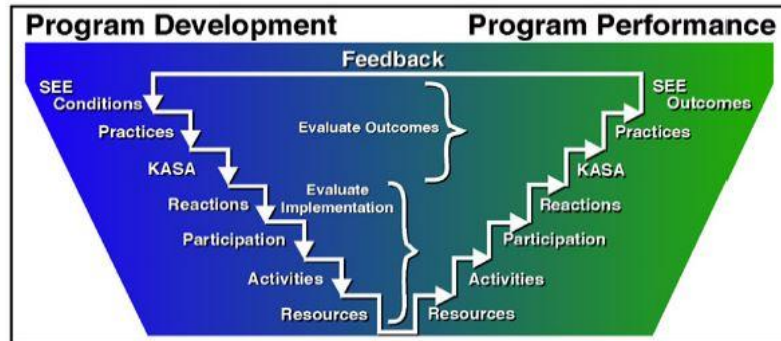 Program Development
Program Performance
Feedback
SEE
Conditions
Practices
KASA
Reactions
Participation
Activities
Resources
Evaluate Outcomes
Evaluate
Implementation
SEE
Outcomes
Practices
KASA
Reactions
Participation
Activities
Resources